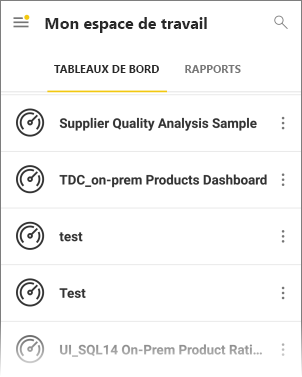 Mon espace de travail
TABLEAUX DE BORD RAPPORTS
Supplier Quality Analysis Sample
TDC_on-prem Products Dashboard
test
Test
UI_SQL14 On-Prem Product Rati...